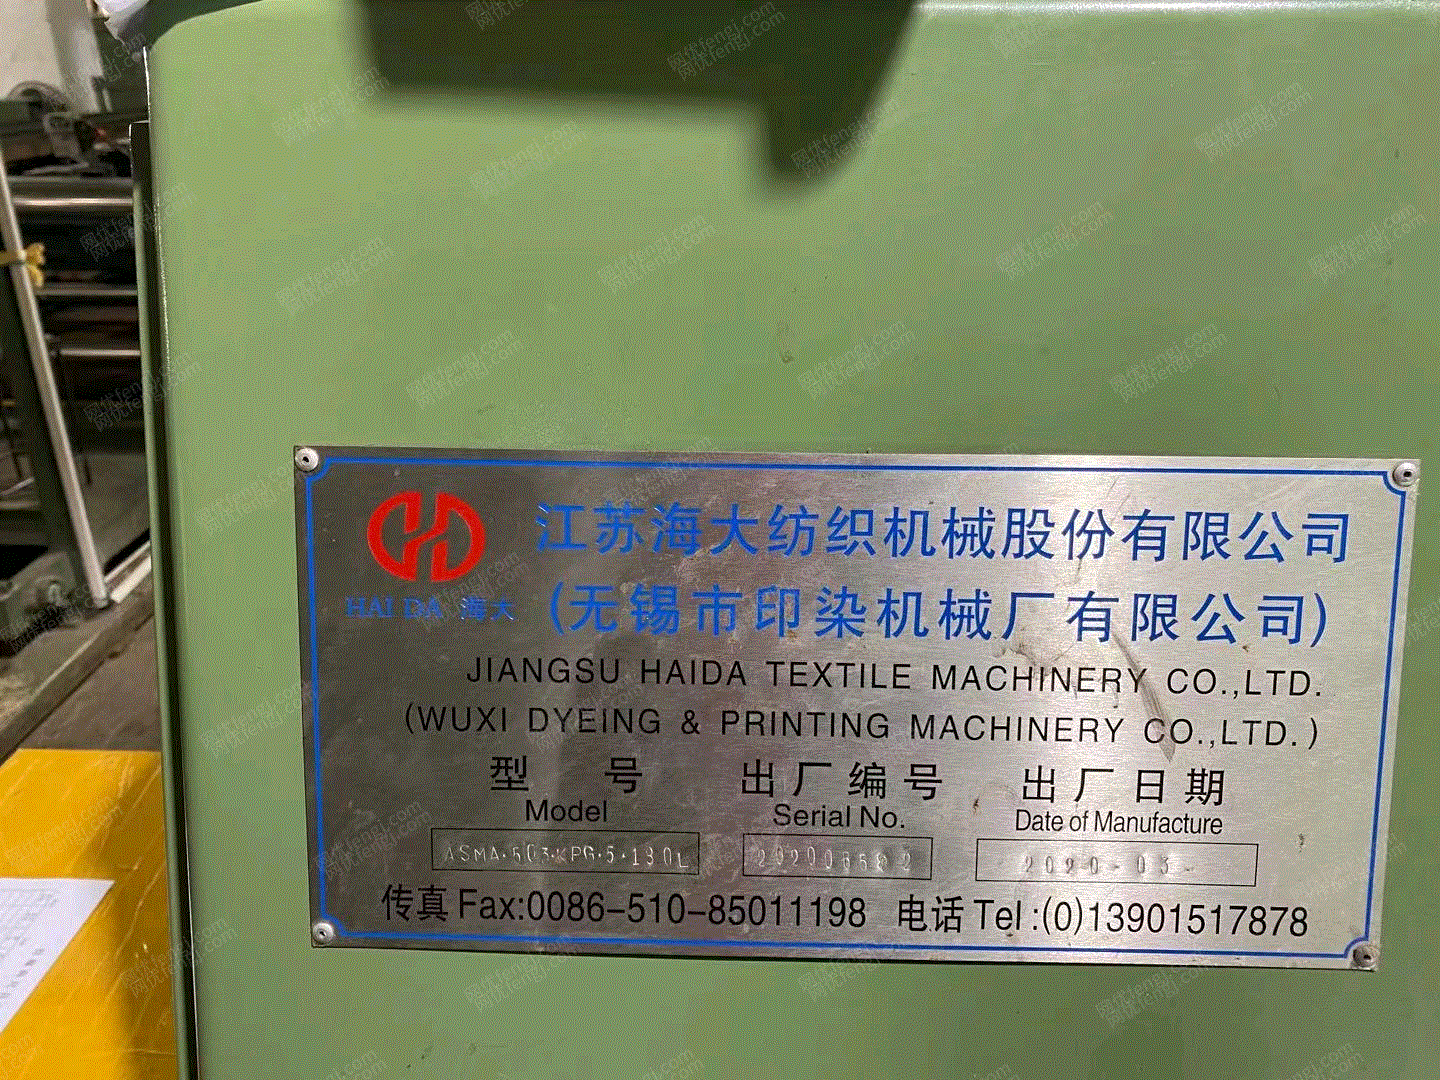 江苏海大纺织机械股份有限公司
HAI DA 海大
(无锡市印染机械厂有限公司)
JIANGSU HAIDA TEXTILE MACHINERY CO.,LTD.
(WUXI DYEING & PRINTING MACHINERY CO.,LTD.)
型号 出厂编号 出厂日期
Model Serial No. Date of Manufacture
2020-03-
传真 Fax:0086-510-85011198 电话 Tel :(0)13901517878